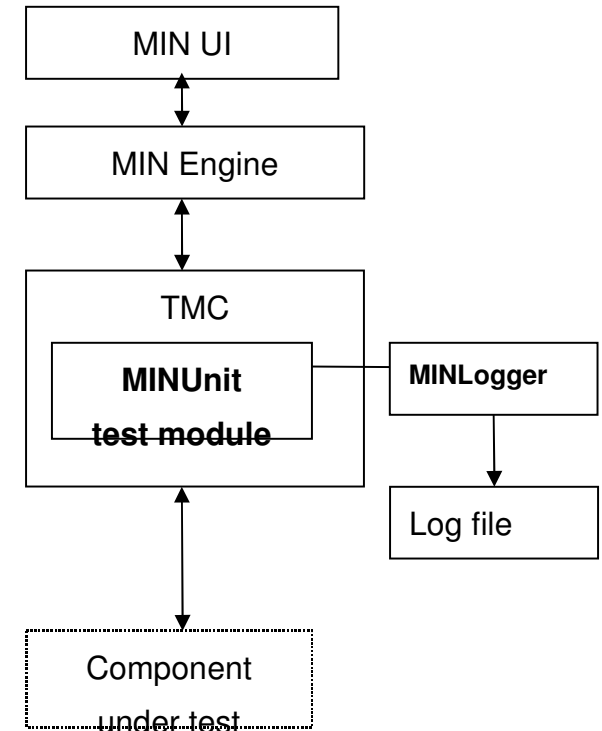 MIN UI
MIN Engine
TMC
MINUnit
test module
MINLogger
Log file
Component
under test